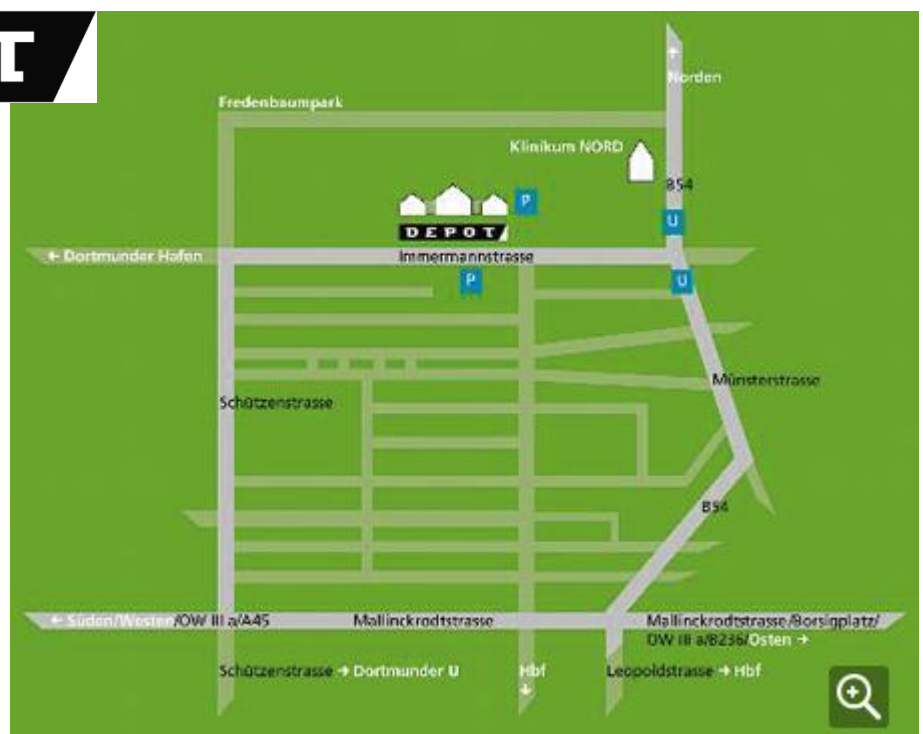 T
Norden
Fredenbaumpark
Klinikum NORD
B54
P
U
DEPOT
← Dortmunder Hafen
Immermannstrasse
P
U
Münsterstrasse
Schützenstrasse
B54
← Süden/Westen/OW III a/A45
Mallinckrodtstrasse
Mallinckrodtstrasse/Borsigplatz/
OW III a/B236/Osten →
Schützenstrasse → Dortmunder U
Hbf
Leopoldstrasse → Hbf